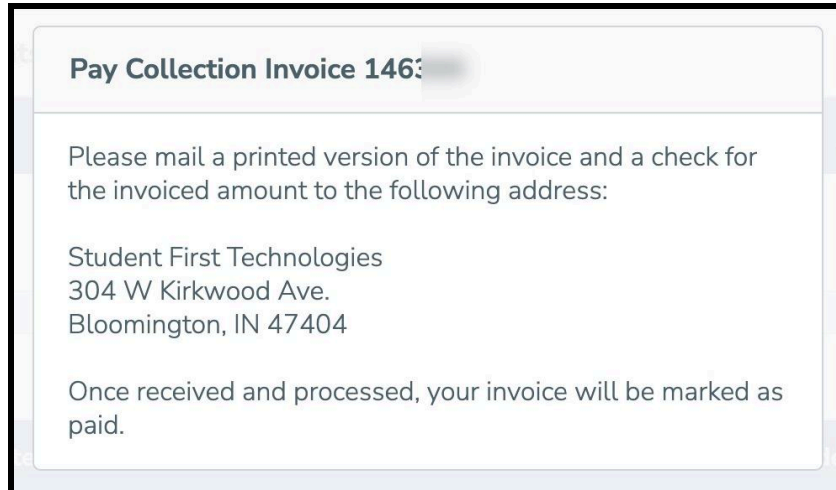 Pay Collection Invoice
Please mail a printed version of the invoice and a check for
the invoiced amount to the following address:
Student First Technologies
304 W Kirkwood Ave.
Bloomington, IN 47404
Once received and processed, your invoice will be marked as
paid.